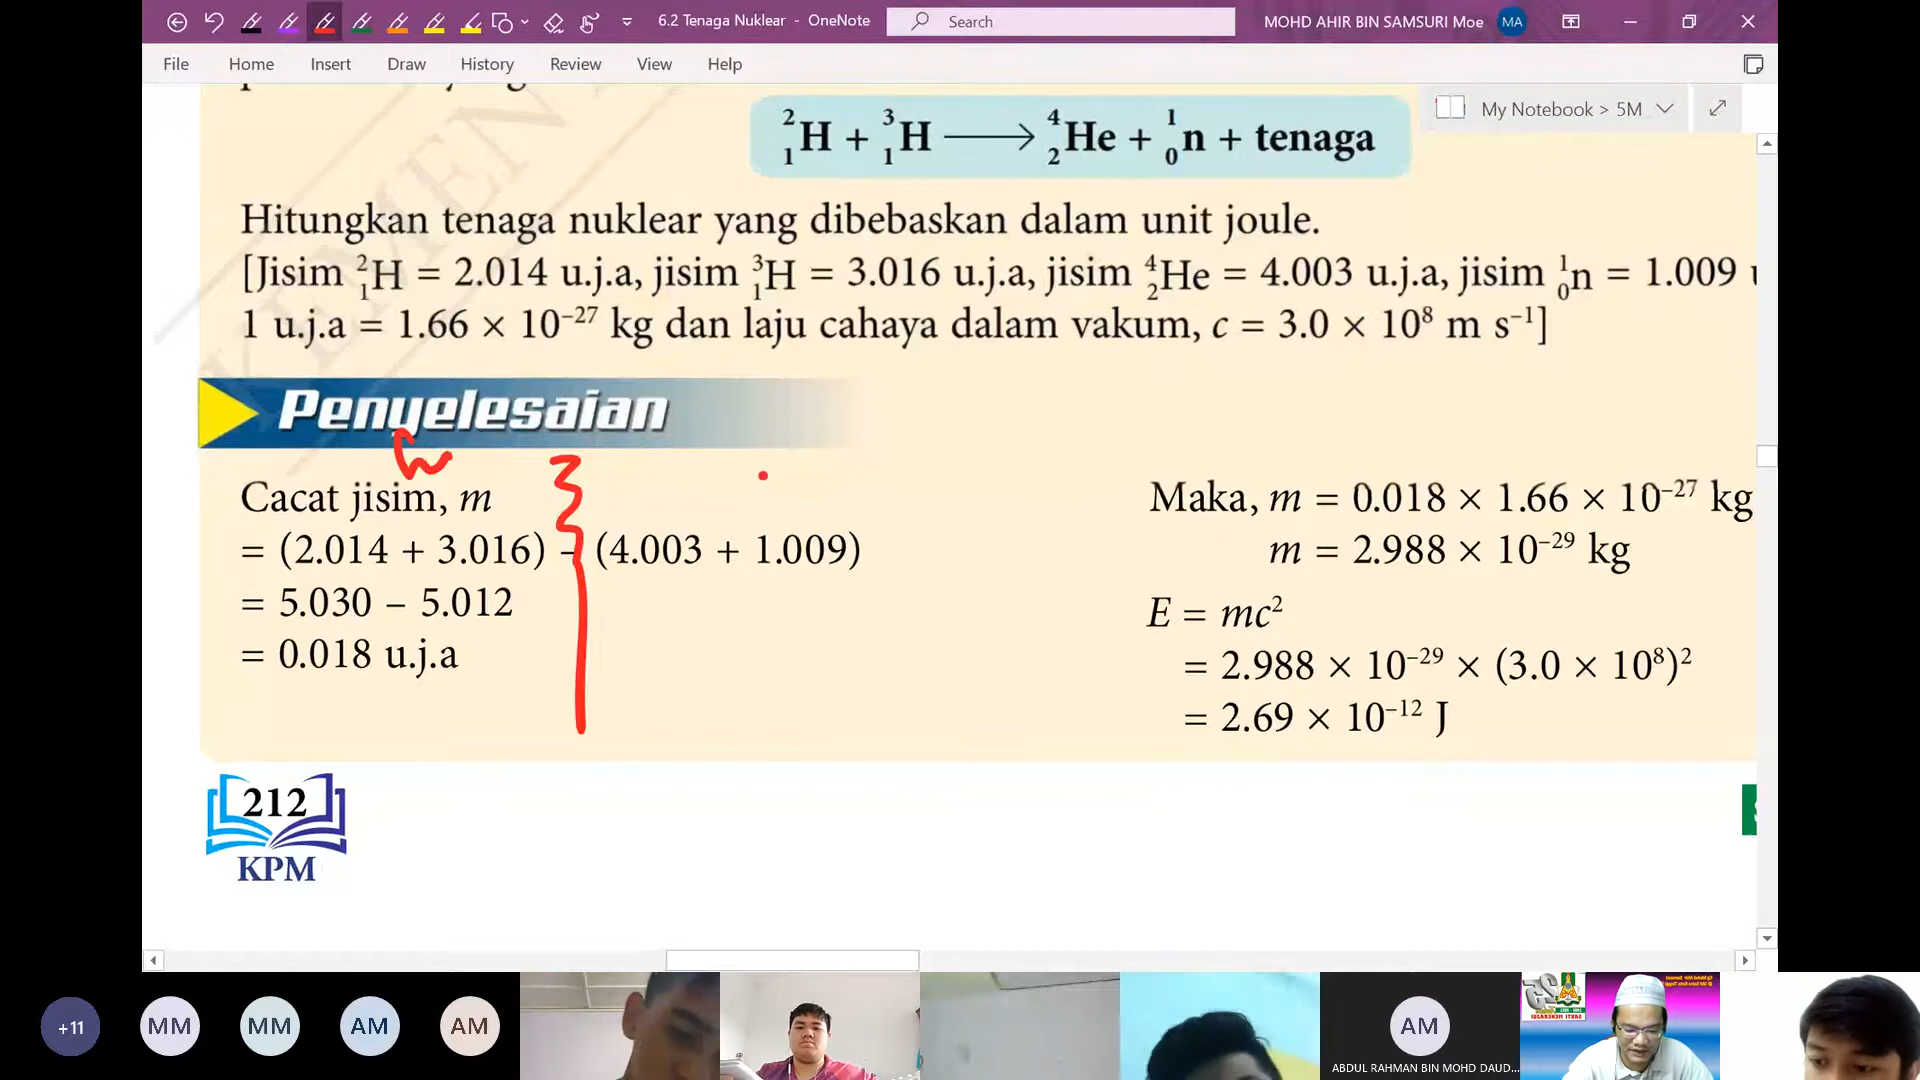 6.2 Tenaga Nuklear - OneNote
Search
MOHD AHIR BIN SAMSURI Moe
MA
File Home Insert Draw History Review View Help
My Notebook > 5M
²₁H + ³₁H ⟶ ⁴₂He + ¹₀n + tenaga
Hitungkan tenaga nuklear yang dibebaskan dalam unit joule.
[Jisim ²₁H = 2.014 u.j.a, jisim ³₁H = 3.016 u.j.a, jisim ⁴₂He = 4.003 u.j.a, jisim ¹₀n = 1.009 u
1 u.j.a = 1.66 × 10⁻²⁷ kg dan laju cahaya dalam vakum, c = 3.0 × 10⁸ m s⁻¹]
Penyelesaian
Cacat jisim, m
= (2.014 + 3.016) – (4.003 + 1.009)
= 5.030 – 5.012
= 0.018 u.j.a
Maka, m = 0.018 × 1.66 × 10⁻²⁷ kg
m = 2.988 × 10⁻²⁹ kg
E = mc²
= 2.988 × 10⁻²⁹ × (3.0 × 10⁸)²
= 2.69 × 10⁻¹² J
212
KPM
+11
MM
MM
AM
AM
AM
ABDUL RAHMAN BIN MOHD DAUD...
25